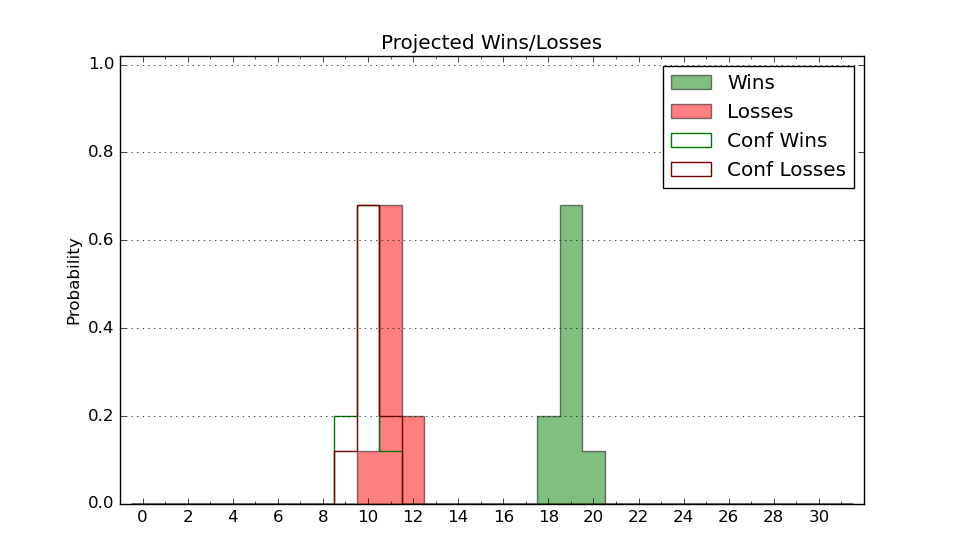 Projected Wins/Losses
1.0
0.8
0.6
0.4
0.2
0.0
Probability
Wins
Losses
Conf Wins
Conf Losses
0 2 4 6 8 10 12 14 16 18 20 22 24 26 28 30